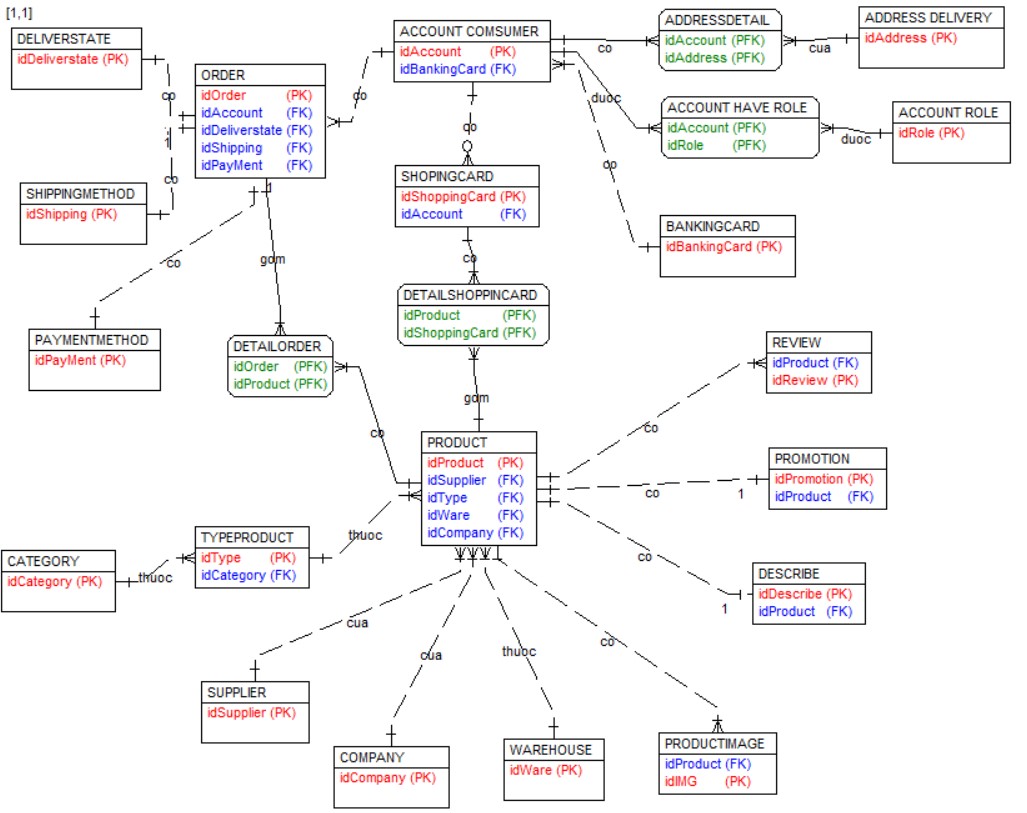 [1,1]
DELIVERSTATE
idDeliverstate (PK)
co
ORDER
idOrder (PK)
idAccount (FK)
idDeliverstate (FK)
idShipping (FK)
idPayMent (FK)
co
ACCOUNT COMSUMER
idAccount (PK)
idBankingCard (FK)
co
ADDRESSDETAIL
idAccount (PFK)
idAddress (PFK)
cua
ADDRESS DELIVERY
idAddress (PK)
duoc
ACCOUNT HAVE ROLE
idAccount (PFK)
idRole (PFK)
duoc
ACCOUNT ROLE
idRole (PK)
1
co
SHIPPINGMETHOD
idShipping (PK)
co
SHOPINGCARD
idShoppingCard (PK)
idAccount (FK)
co
BANKINGCARD
idBankingCard (PK)
1
co
gom
co
PAYMENTMETHOD
idPayMent (PK)
DETAILORDER
idOrder (PFK)
idProduct (PFK)
DETAILSHOPPINCARD
idProduct (PFK)
idShoppingCard (PFK)
gom
REVIEW
idProduct (FK)
idReview (PK)
co
co
PRODUCT
idProduct (PK)
idSupplier (FK)
idType (FK)
idWare (FK)
idCompany (FK)
co
1
PROMOTION
idPromotion (PK)
idProduct (FK)
CATEGORY
idCategory (PK)
thuoc
TYPEPRODUCT
idType (PK)
idCategory (FK)
thuoc
co
1
DESCRIBE
idDescribe (PK)
idProduct (FK)
cua
cua
thuoc
co
SUPPLIER
idSupplier (PK)
COMPANY
idCompany (PK)
WAREHOUSE
idWare (PK)
PRODUCTIMAGE
idProduct (FK)
idIMG (PK)